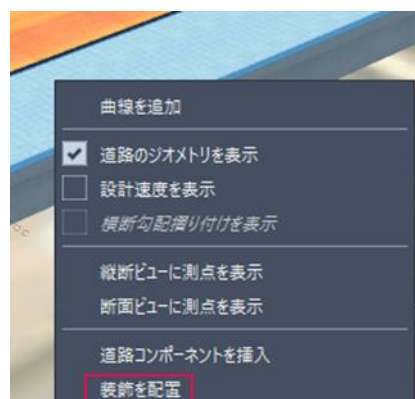 曲線を追加
道路のジオメトリを表示
設計速度を表示
横断勾配摺り付けを表示
縦断ビューに測点を表示
断面ビューに測点を表示
道路コンポーネントを挿入
装飾を配置